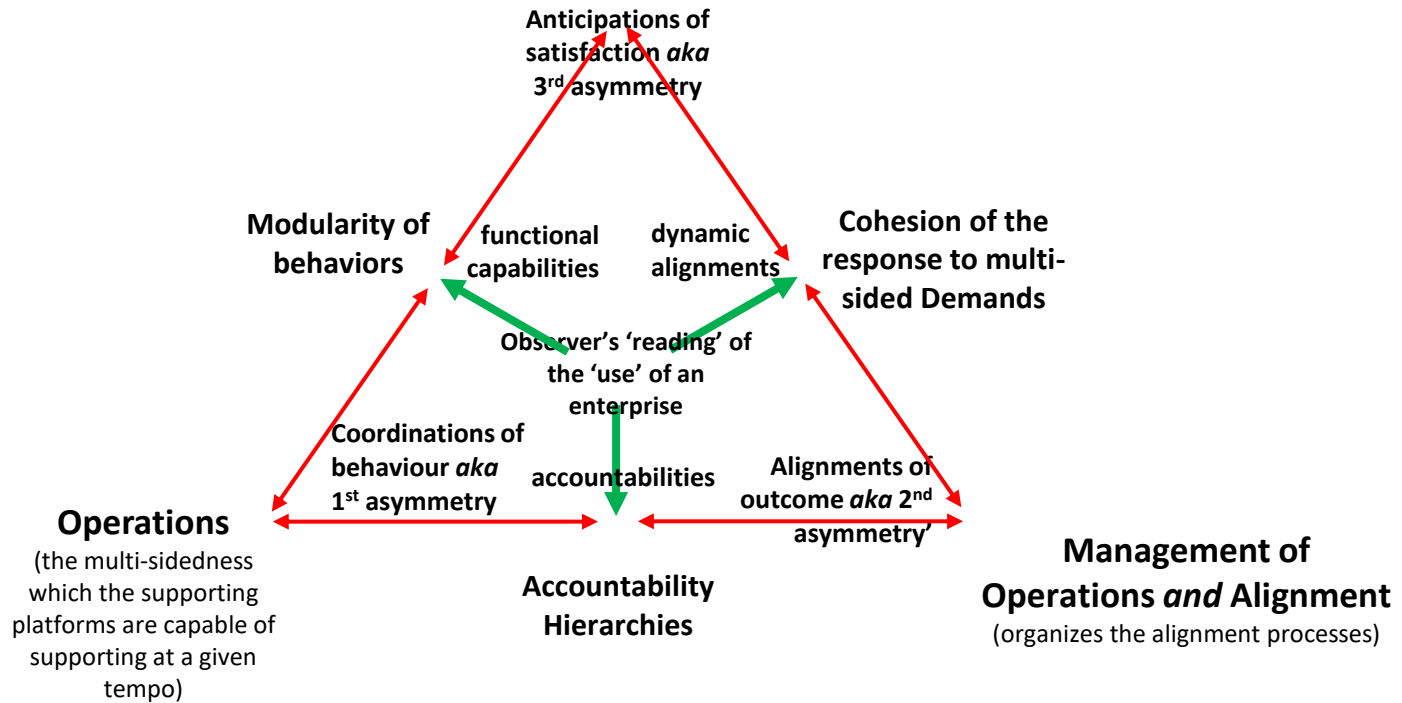 Anticipations of
satisfaction aka
3rd asymmetry
Modularity of
behaviors
functional
capabilities
dynamic
alignments
Cohesion of the
response to multi-
sided Demands
Observer's 'reading' of
the 'use' of an
enterprise
Coordinations of
behaviour aka
1st asymmetry
accountabilities
Alignments of
outcome aka 2nd
asymmetry'
Operations
(the multi-sidedness
which the supporting
platforms are capable of
supporting at a given
tempo)
Accountability
Hierarchies
Management of
Operations and Alignment
(organizes the alignment processes)